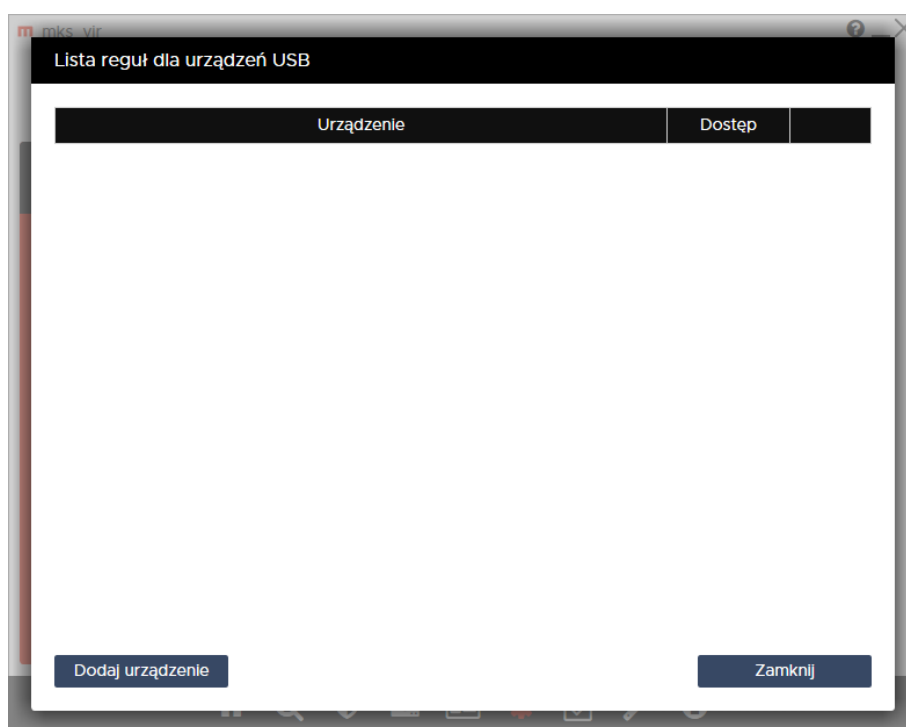 m mks_vir
Lista reguł dla urządzeń USB
Urządzenie Dostęp
Dodaj urządzenie Zamknij